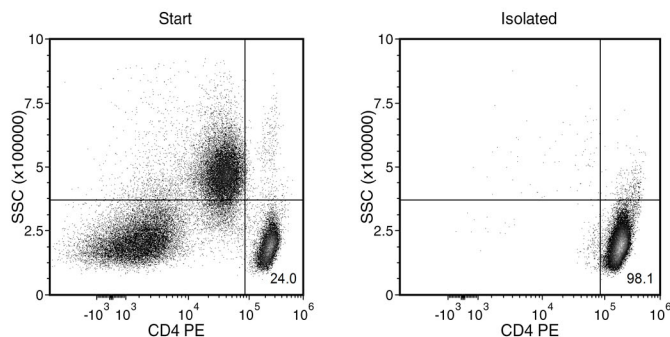 Start
Isolated
10
7.5
5
2.5
0
SSC (x100000)
24.0
-10³ 10³ 10⁴ 10⁵ 10⁶
CD4 PE
10
7.5
5
2.5
0
SSC (x100000)
98.1
-10³ 10³ 10⁴ 10⁵ 10⁶
CD4 PE